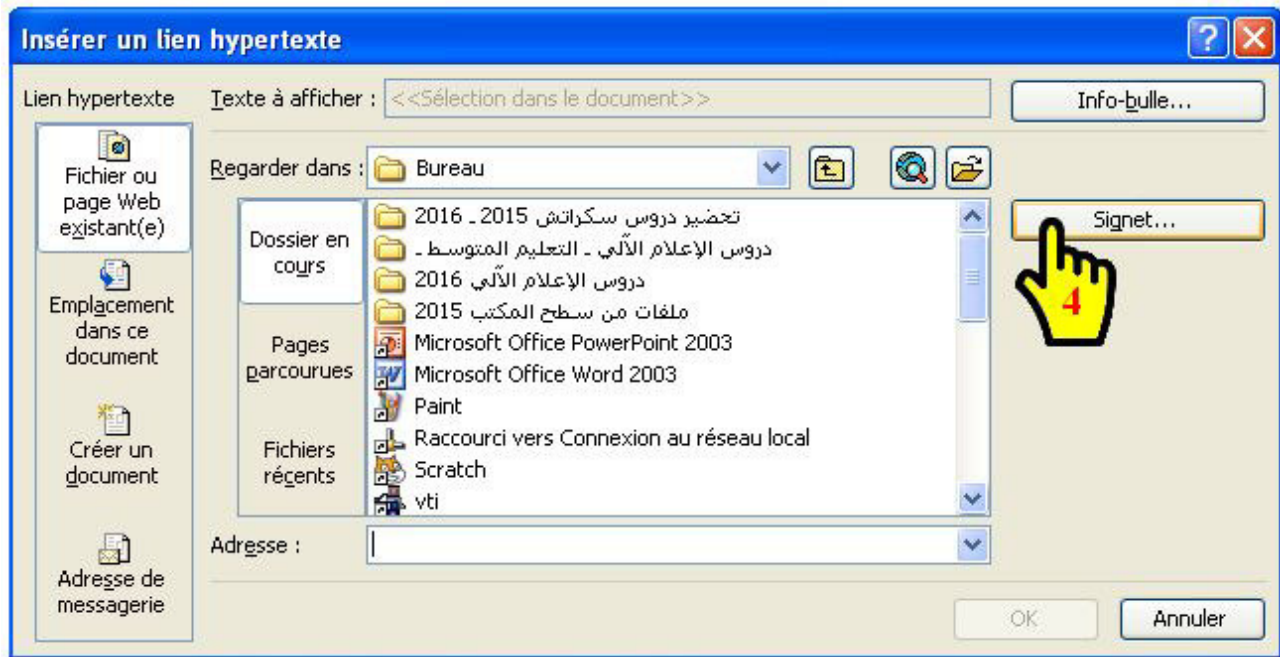 Insérer un lien hypertexte
Lien hypertexte
Texte à afficher : <<Sélection dans le document>>
Info-bulle...
Fichier ou
page Web
existant(e)
Emplacement
dans ce
document
Créer un
document
Adresse de
messagerie
Regarder dans : Bureau
Dossier en
cours
Pages
parcourues
Fichiers
récents
تحضير دروس سكراتش 2015 ـ 2016
دروس الإعلام الآلي ـ التعليم المتوسط ـ
دروس الإعلام الآلي 2016
ملفات من سطح المكتب 2015
Microsoft Office PowerPoint 2003
Microsoft Office Word 2003
Paint
Raccourci vers Connexion au réseau local
Scratch
vti
Signet...
4
Adresse :
OK
Annuler